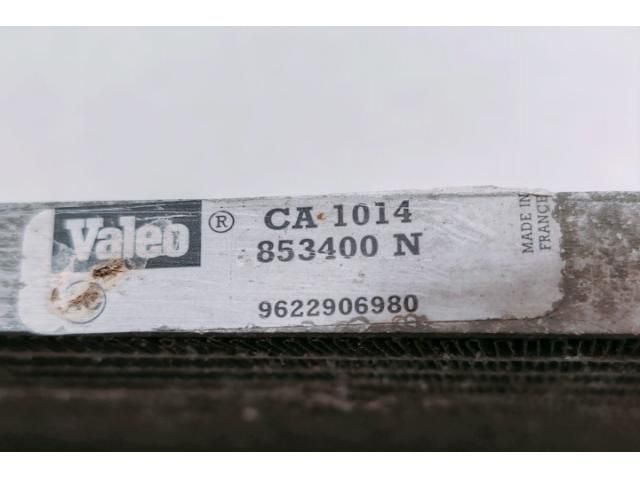 Valeo ® CA 1014
853400 N
9622906980
MADE IN
FRANCE